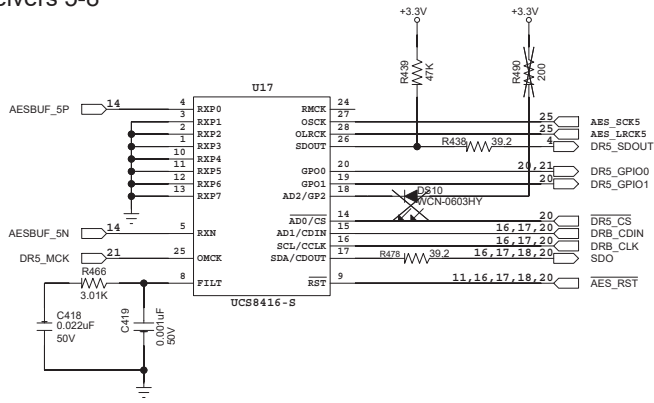 +3.3V
+3.3V
R439
47K
R490
200
U17
AESBUF_5P 14 4 RXP0 RMCK 24
3 RXP1 OSCK 27 25 AES_SCK5
2 RXP2 OLRCK 28 25 AES_LRCK5
1 RXP3 SDOUT 26 R438 39.2 4 DR5_SDOUT
10 RXP4
11 RXP5 GPO0 20 20,21 DR5_GPIO0
12 RXP6 GPO1 19 20 DR5_GPIO1
13 RXP7 AD2/GP2 18
DS10
WCN-0603HY
AD0/CS 14 20 DR5_CS
AESBUF_5N 14 5 RXN AD1/CDIN 15 16,17,20 DRB_CDIN
SCL/CCLK 16 16,17,20 DRB_CLK
DR5_MCK 21 25 OMCK SDA/CDOUT 17 R478 39.2 16,17,18,20 SDO
R466
3.01K
8 FILT RST 9 11,16,17,18,20 AES_RST
UCS8416-S
C418
0.022uF
50V
C419
0.001uF
50V